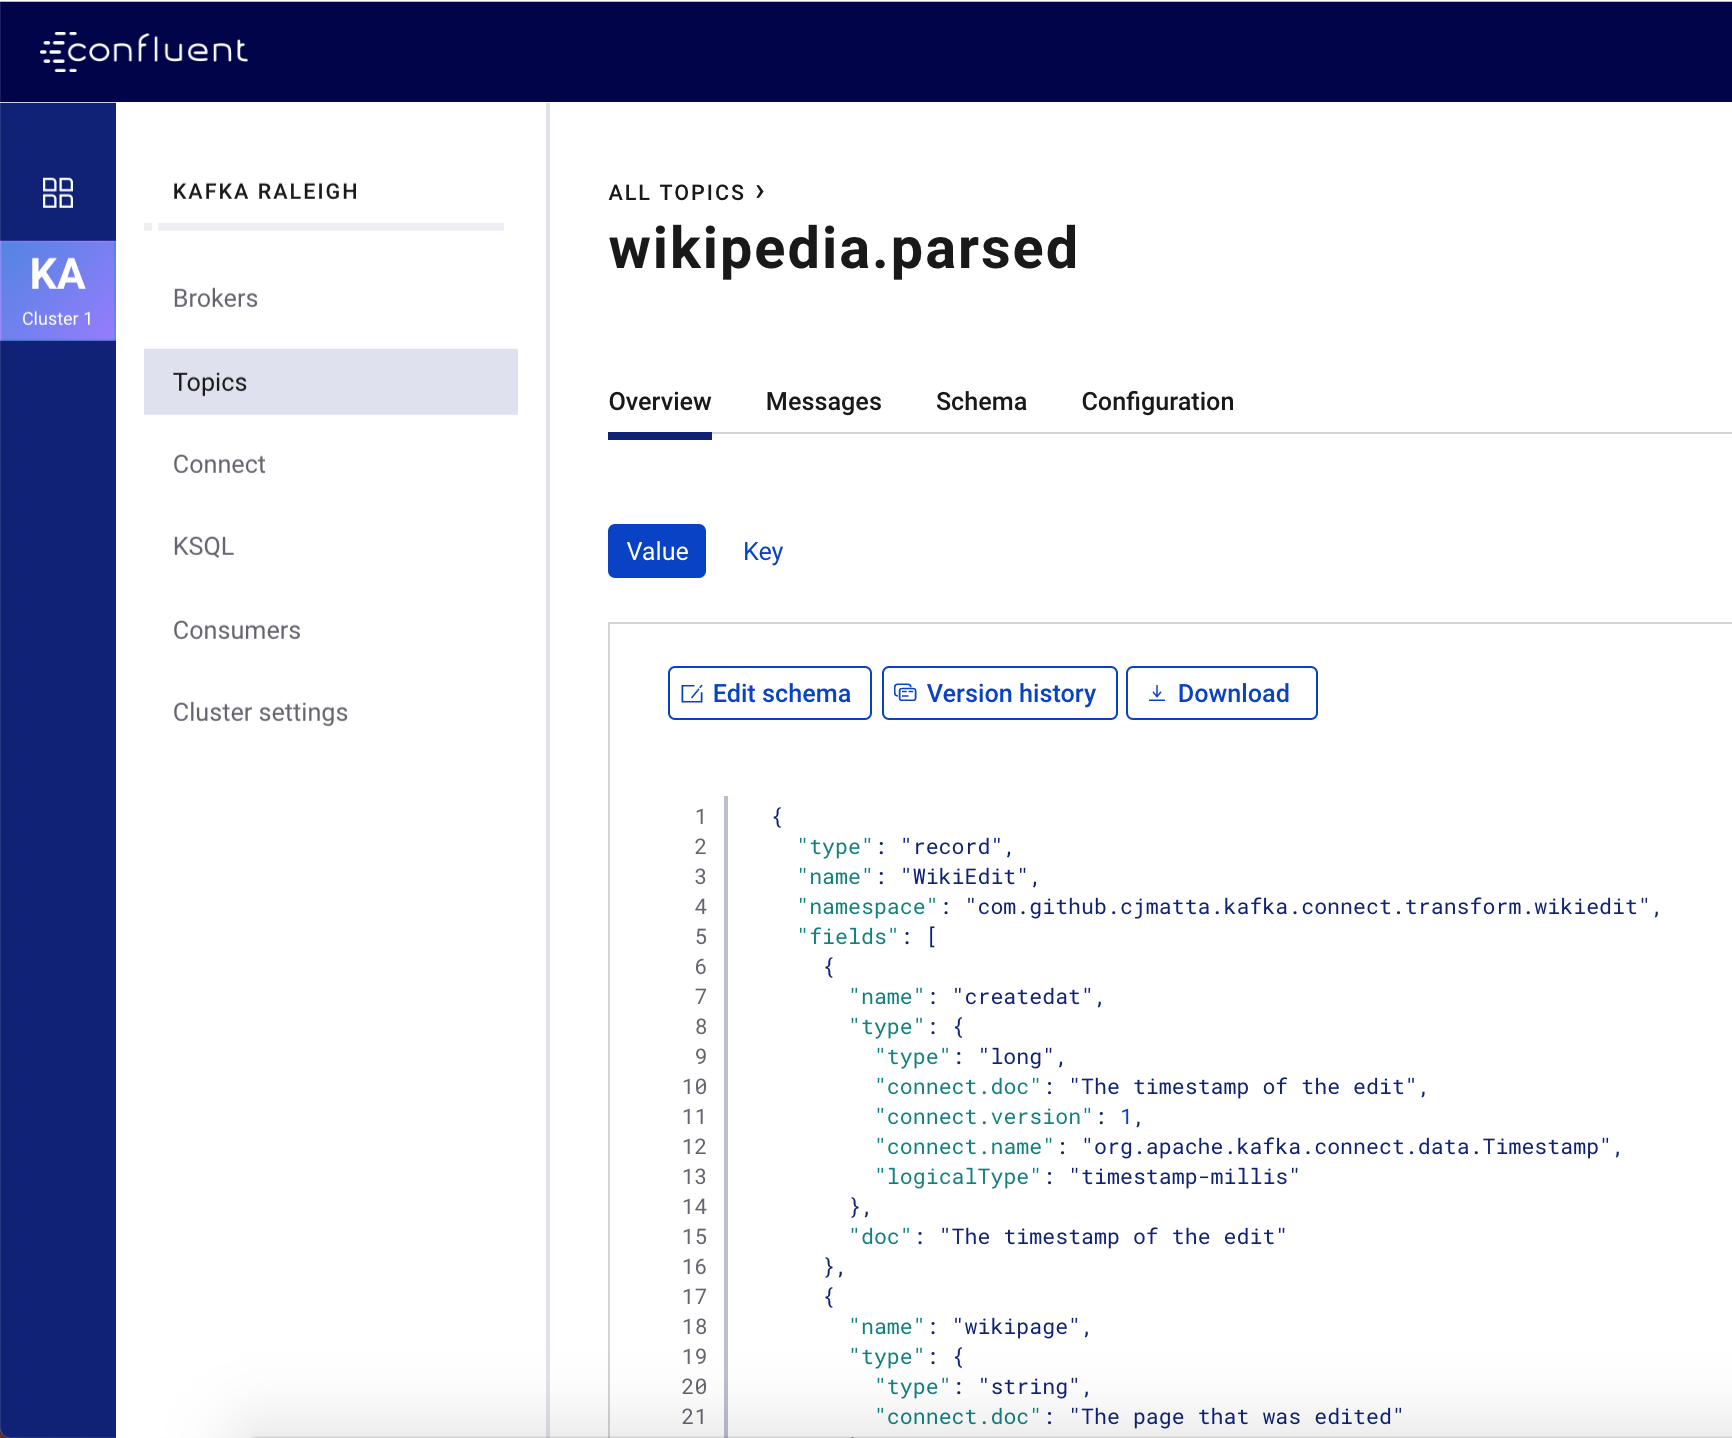 confluent
KA
Cluster 1
KAFKA RALEIGH
Brokers
Topics
Connect
KSQL
Consumers
Cluster settings
ALL TOPICS ›
wikipedia.parsed
Overview Messages Schema Configuration
Value Key
Edit schema Version history Download
1 {
2 "type": "record",
3 "name": "WikiEdit",
4 "namespace": "com.github.cjmatta.kafka.connect.transform.wikiedit",
5 "fields": [
6 {
7 "name": "createdat",
8 "type": {
9 "type": "long",
10 "connect.doc": "The timestamp of the edit",
11 "connect.version": 1,
12 "connect.name": "org.apache.kafka.connect.data.Timestamp",
13 "logicalType": "timestamp-millis"
14 },
15 "doc": "The timestamp of the edit"
16 },
17 {
18 "name": "wikipage",
19 "type": {
20 "type": "string",
21 "connect.doc": "The page that was edited"